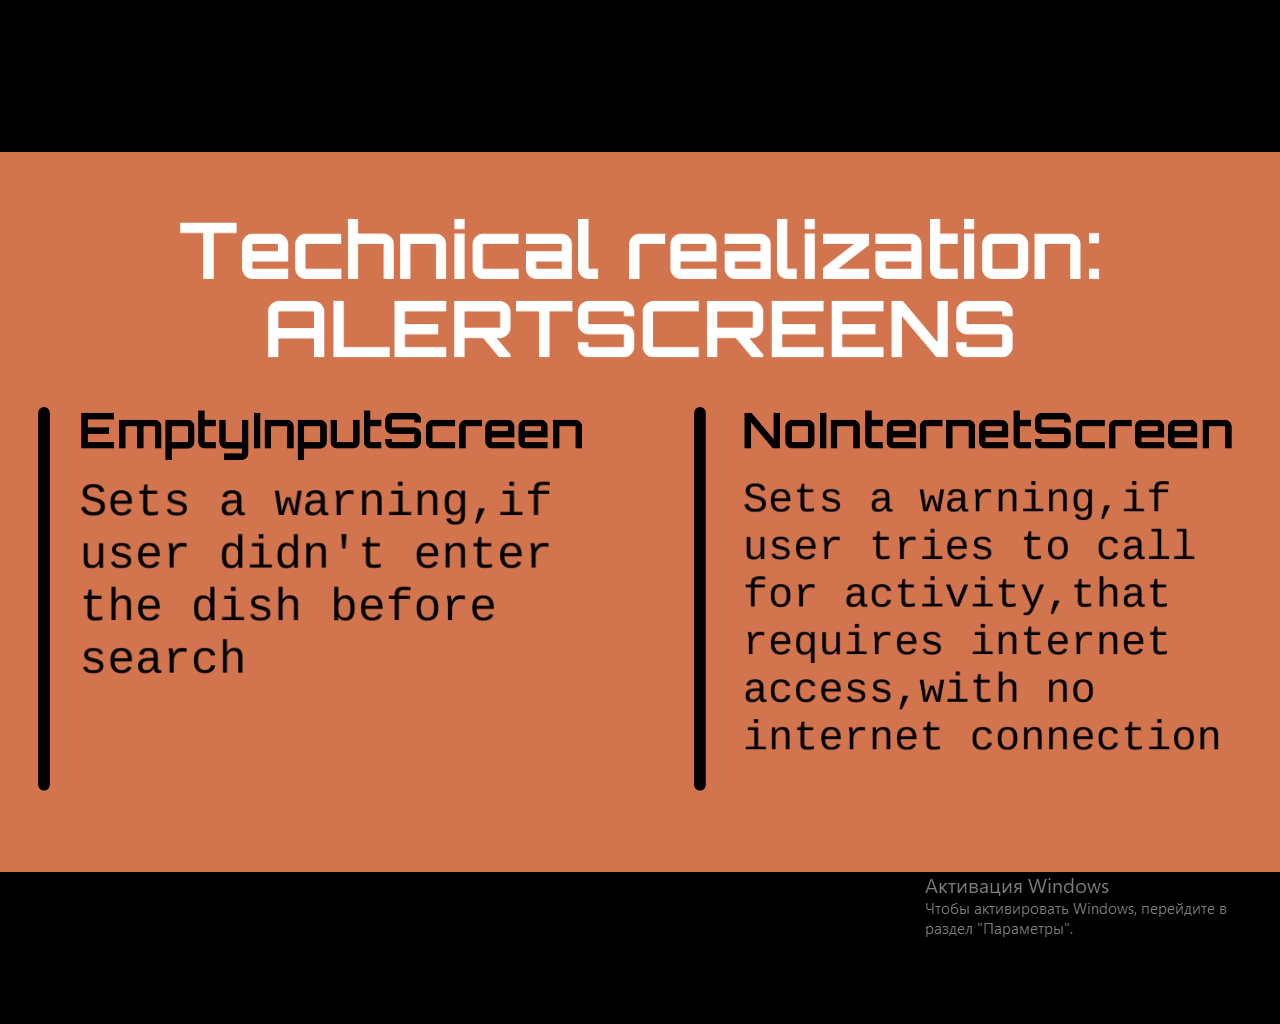 Technical realization:
ALERTSCREENS
EmptyInputScreen
Sets a warning,if
user didn't enter
the dish before
search
NoInternetScreen
Sets a warning,if
user tries to call
for activity,that
requires internet
access,with no
internet connection
Активация Windows
Чтобы активировать Windows, перейдите в
раздел "Параметры".